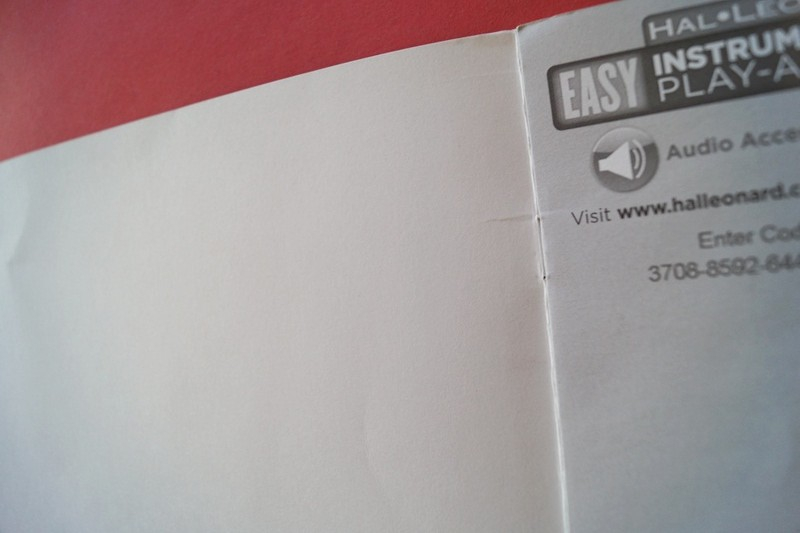 HAL•LEO
EASY INSTRUM
PLAY-A
Audio Acce
Visit www.halleonard.c
Enter Cod
3708-8592-644